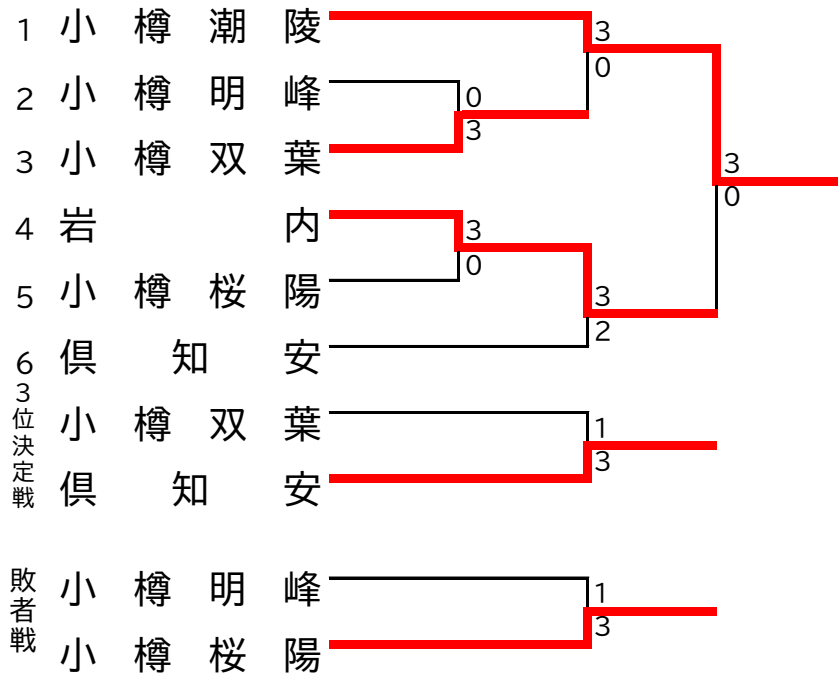 1 小樽潮陵
3
0
2 小樽明峰
0
3
3 小樽双葉
3
0
4 岩内
3
0
5 小樽桜陽
3
2
6 倶知安
3位決定戦
小樽双葉
1
3
倶知安
敗者戦
小樽明峰
1
3
小樽桜陽